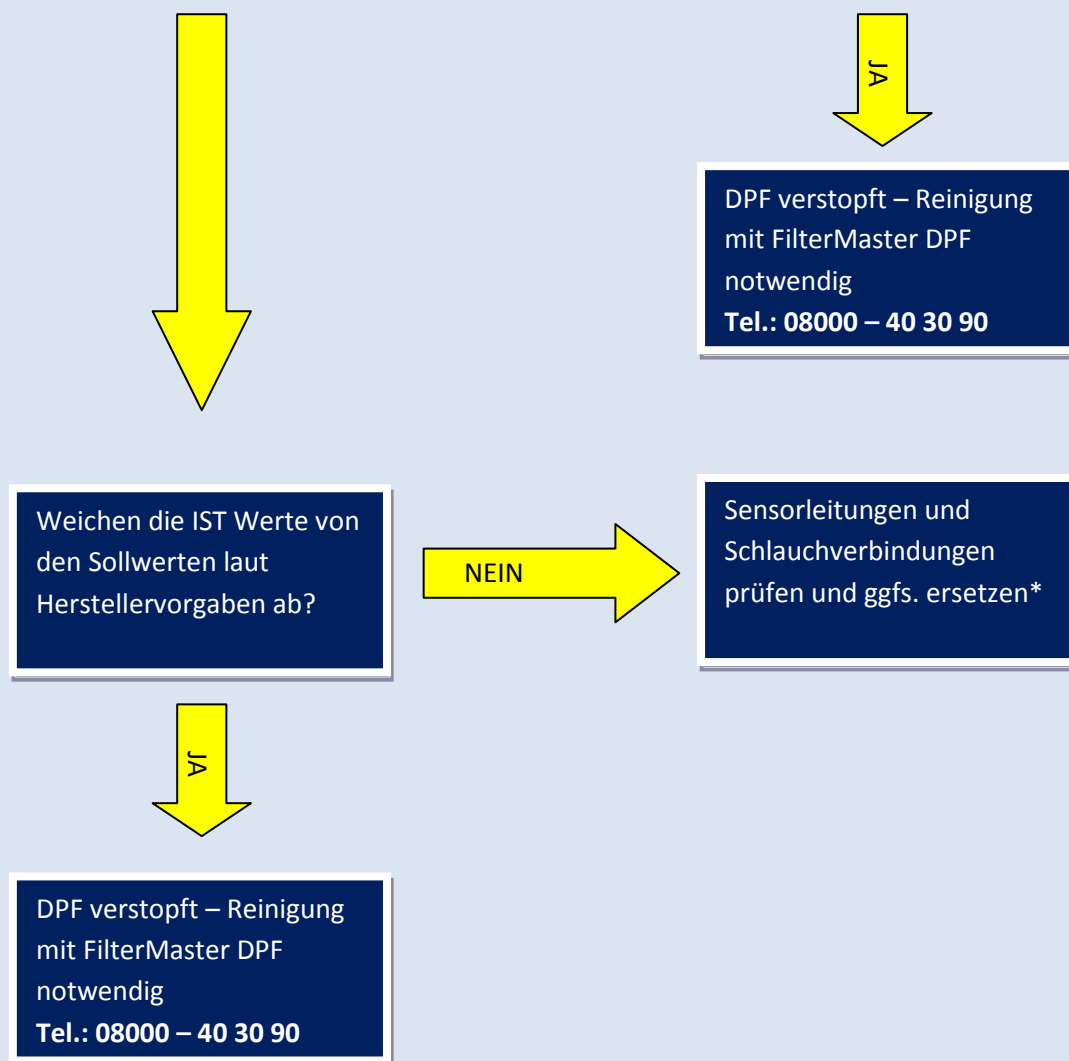 JA
DPF verstopft – Reinigung
mit FilterMaster DPF
notwendig
Tel.: 08000 – 40 30 90
Weichen die IST Werte von
den Sollwerten laut
Herstellervorgaben ab?
NEIN
Sensorleitungen und
Schlauchverbindungen
prüfen und ggfs. ersetzen*
JA
DPF verstopft – Reinigung
mit FilterMaster DPF
notwendig
Tel.: 08000 – 40 30 90